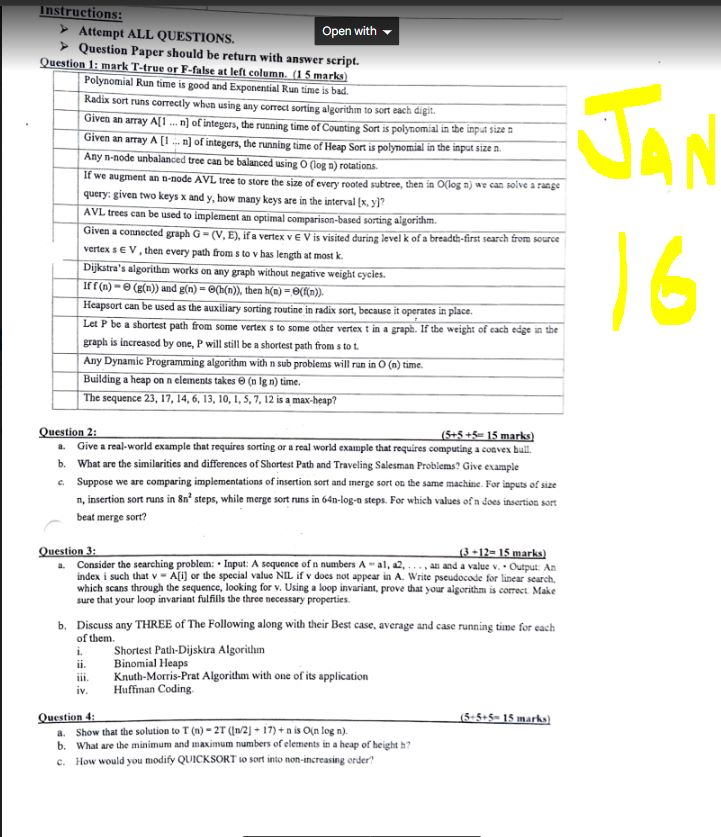 Instructions:
Open with
➤ Attempt ALL QUESTIONS.
➤ Question Paper should be return with answer script.
Question 1: mark T-true or F-false at left column. (1 5 marks)
Polynomial Run time is good and Exponential Run time is bad.
Radix sort runs correctly when using any correct sorting algorithm to sort each digit.
Given an array A[1 ... n] of integers, the running time of Counting Sort is polynomial in the input size n
Given an array A [1 ... n] of integers, the running time of Heap Sort is polynomial in the input size n.
Any n-node unbalanced tree can be balanced using O (log n) rotations.
If we augment an n-node AVL tree to store the size of every rooted subtree, then in O(log n) we can solve a range
query: given two keys x and y, how many keys are in the interval [x, y]?
AVL trees can be used to implement an optimal comparison-based sorting algorithm.
Given a connected graph G = (V, E), if a vertex v ∈ V is visited during level k of a breadth-first search from source
vertex s ∈ V , then every path from s to v has length at most k.
Dijkstra's algorithm works on any graph without negative weight cycles.
If f (n) = Θ (g(n)) and g(n) = Θ(h(n)), then h(n) = Θ(f(n)).
Heapsort can be used as the auxiliary sorting routine in radix sort, because it operates in place.
Let P be a shortest path from some vertex s to some other vertex t in a graph. If the weight of each edge in the
graph is increased by one, P will still be a shortest path from s to t.
Any Dynamic Programming algorithm with n sub problems will run in O (n) time.
Building a heap on n elements takes Θ (n lg n) time.
The sequence 23, 17, 14, 6, 13, 10, 1, 5, 7, 12 is a max-heap?
JAN
16
Question 2: (5+5 +5= 15 marks)
a. Give a real-world example that requires sorting or a real world example that requires computing a convex hull.
b. What are the similarities and differences of Shortest Path and Traveling Salesman Problems? Give example
c. Suppose we are comparing implementations of insertion sort and merge sort on the same machine. For inputs of size
n, insertion sort runs in 8n² steps, while merge sort runs in 64n-log-n steps. For which values of n does insertion sort
beat merge sort?
Question 3: (3 +12= 15 marks)
a. Consider the searching problem: • Input: A sequence of n numbers A = a1, a2, . . . , an and a value v. • Output: An
index i such that v = A[i] or the special value NIL if v does not appear in A. Write pseudocode for linear search,
which scans through the sequence, looking for v. Using a loop invariant, prove that your algorithm is correct. Make
sure that your loop invariant fulfills the three necessary properties.
b. Discuss any THREE of The Following along with their Best case, average and case running time for each
of them.
i. Shortest Path-Dijsktra Algorithm
ii. Binomial Heaps
iii. Knuth-Morris-Prat Algorithm with one of its application
iv. Huffman Coding.
Question 4: (5+5+5= 15 marks)
a. Show that the solution to T (n) = 2T (⌊n/2⌋ + 17) + n is O(n log n).
b. What are the minimum and maximum numbers of elements in a heap of height h?
c. How would you modify QUICKSORT to sort into non-increasing order?